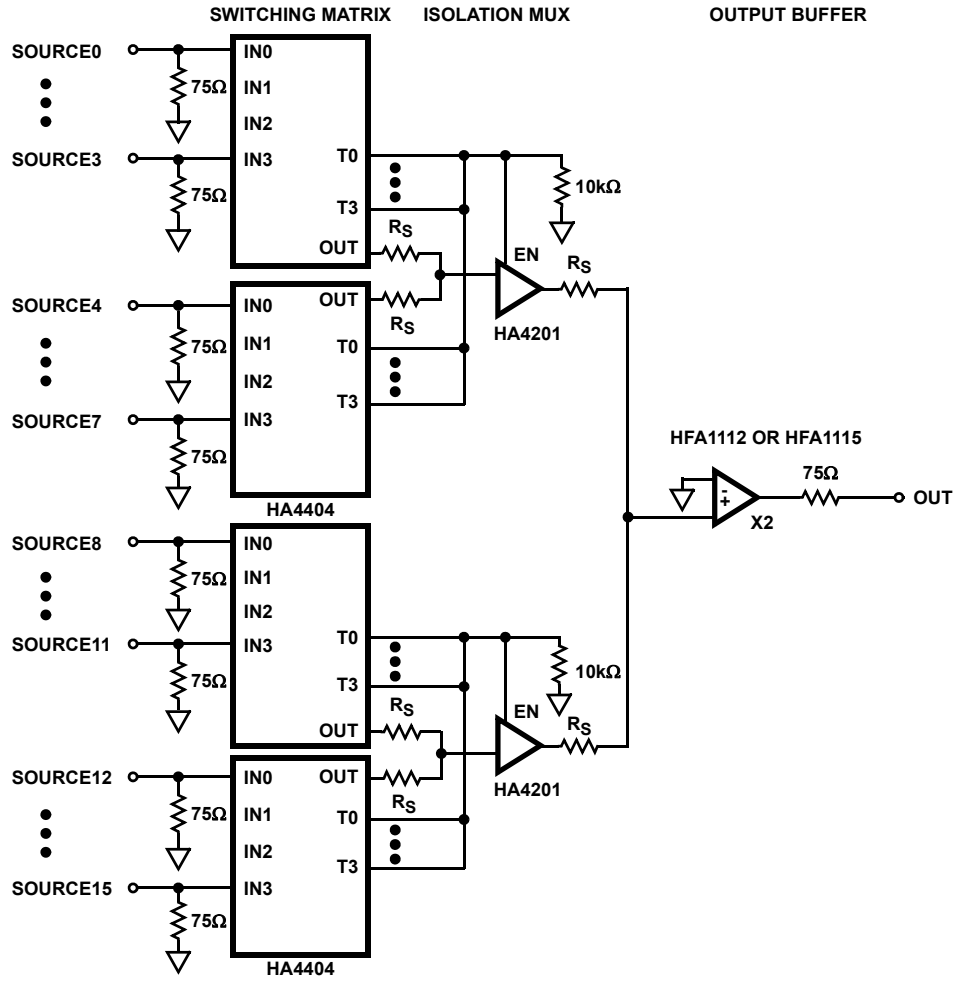 SWITCHING MATRIX
ISOLATION MUX
OUTPUT BUFFER
SOURCE0
IN0
75Ω
IN1
IN2
SOURCE3
IN3
75Ω
T0
T3
OUT
RS
10kΩ
EN
RS
HA4201
SOURCE4
IN0
OUT
RS
75Ω
IN1
T0
IN2
T3
SOURCE7
IN3
75Ω
HA4404
HFA1112 OR HFA1115
75Ω
-
+
X2
OUT
SOURCE8
IN0
75Ω
IN1
IN2
SOURCE11
IN3
75Ω
T0
T3
OUT
RS
10kΩ
EN
RS
HA4201
SOURCE12
IN0
OUT
RS
75Ω
IN1
T0
IN2
T3
SOURCE15
IN3
75Ω
HA4404